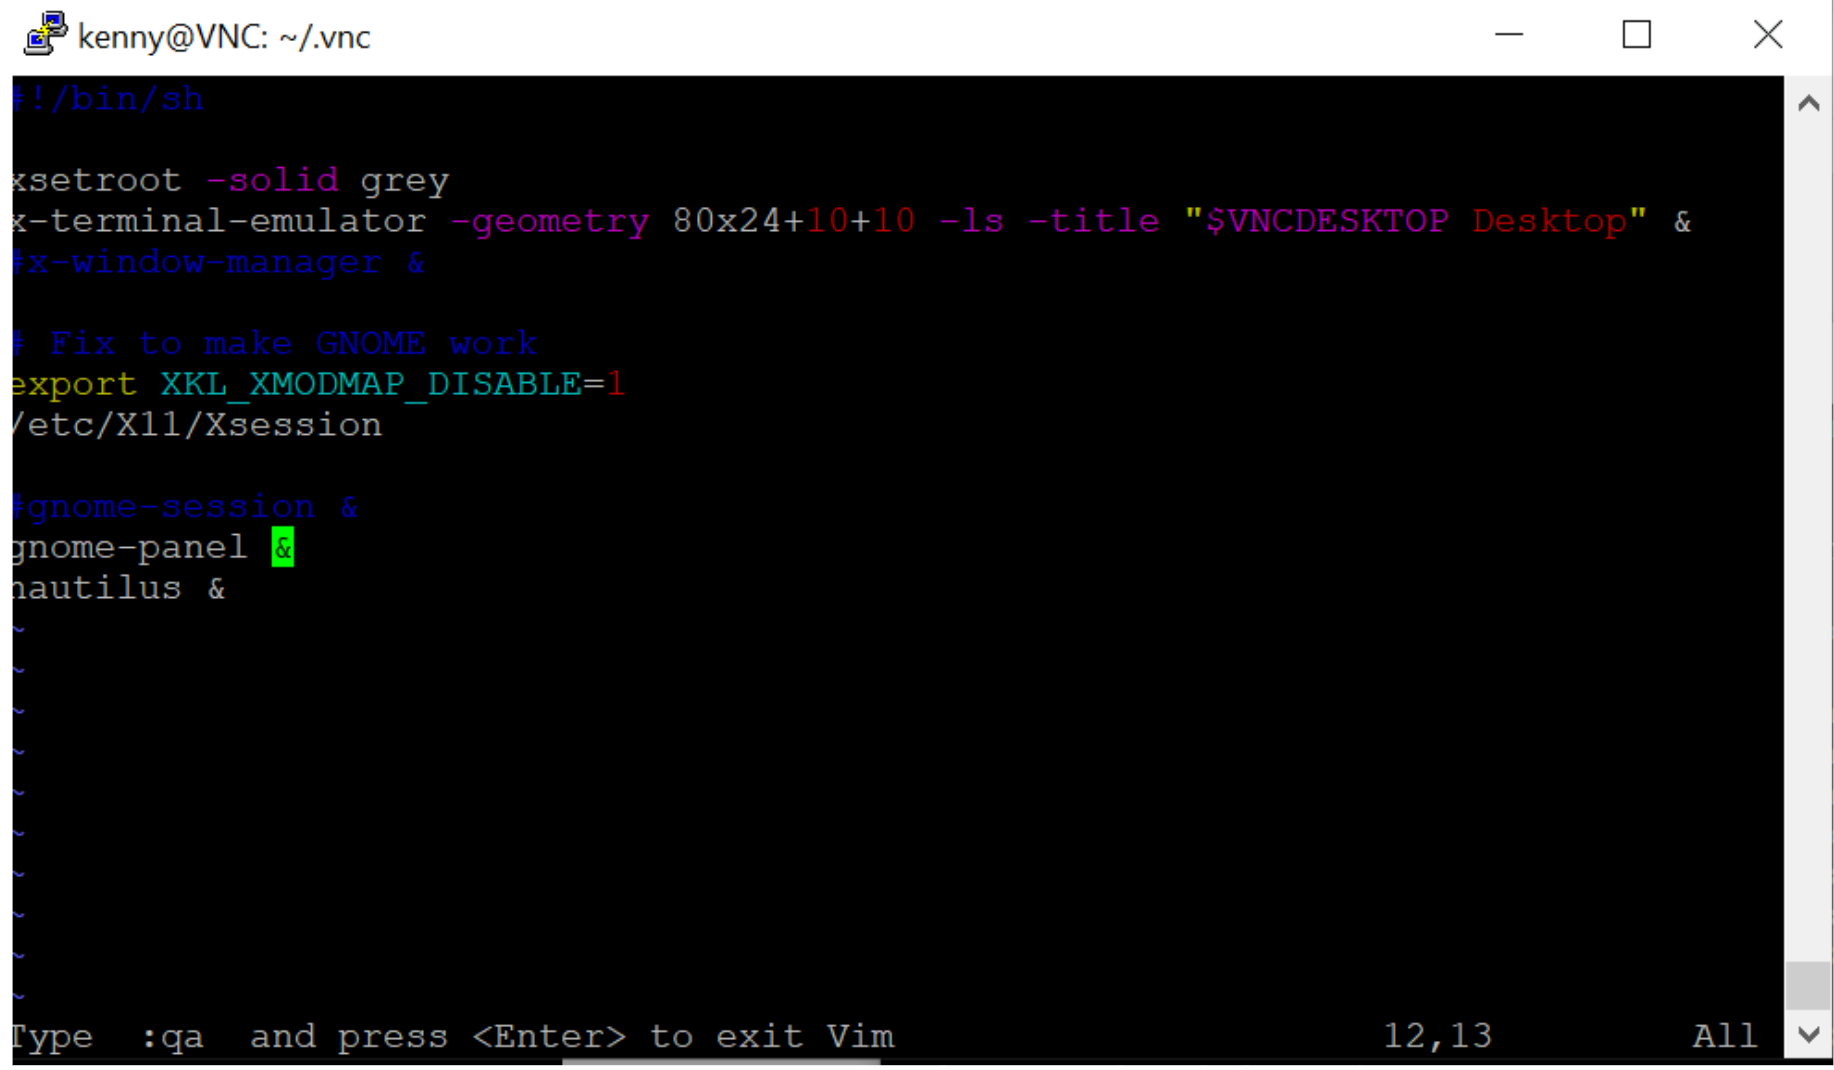 kenny@VNC: ~/.vnc
#!/bin/sh
xsetroot -solid grey
x-terminal-emulator -geometry 80x24+10+10 -ls -title "$VNCDESKTOP Desktop" &
#x-window-manager &
# Fix to make GNOME work
export XKL_XMODMAP_DISABLE=1
/etc/X11/Xsession
#gnome-session &
gnome-panel &
nautilus &
~
~
~
~
~
~
~
~
~
~
Type  :qa  and press <Enter> to exit Vim 12,13 All